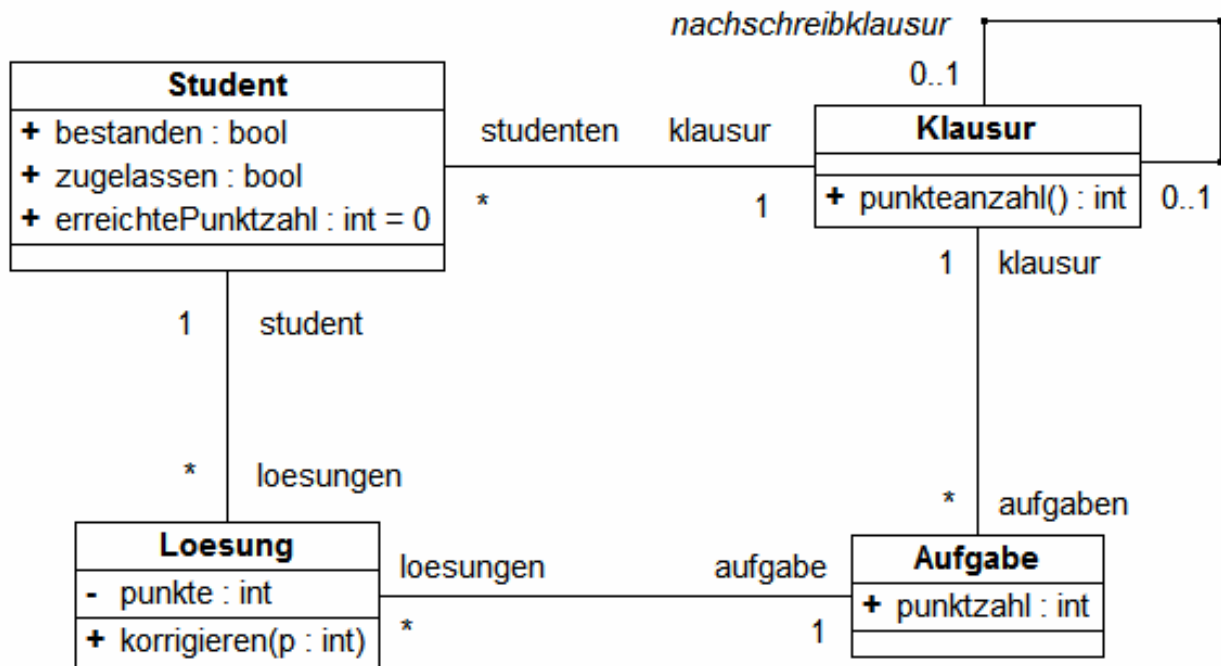 nachschreibklausur
0..1
Student
+ bestanden : bool
+ zugelassen : bool
+ erreichtePunktzahl : int = 0
studenten klausur
* 1
Klausur
+ punkteanzahl() : int
0..1
1 klausur
1 student
* loesungen
* aufgaben
Loesung
- punkte : int
+ korrigieren(p : int)
loesungen aufgabe
* 1
Aufgabe
+ punktzahl : int